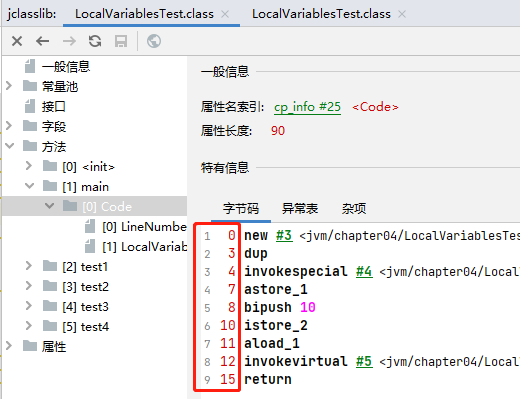 jclasslib: LocalVariablesTest.class LocalVariablesTest.class
一般信息
常量池
接口
字段
方法
[0] <init>
[1] main
[0] Code
[0] LineNumber
[1] LocalVariab
[2] test1
[3] test2
[4] test3
[5] test4
属性
一般信息
属性名索引: cp_info #25 <Code>
属性长度: 90
特有信息
字节码 异常表 杂项
1 0 new #3 <jvm/chapter04/LocalVariablesTes
2 3 dup
3 4 invokespecial #4 <jvm/chapter04/Local
4 7 astore_1
5 8 bipush 10
6 10 istore_2
7 11 aload_1
8 12 invokevirtual #5 <jvm/chapter04/Local
9 15 return